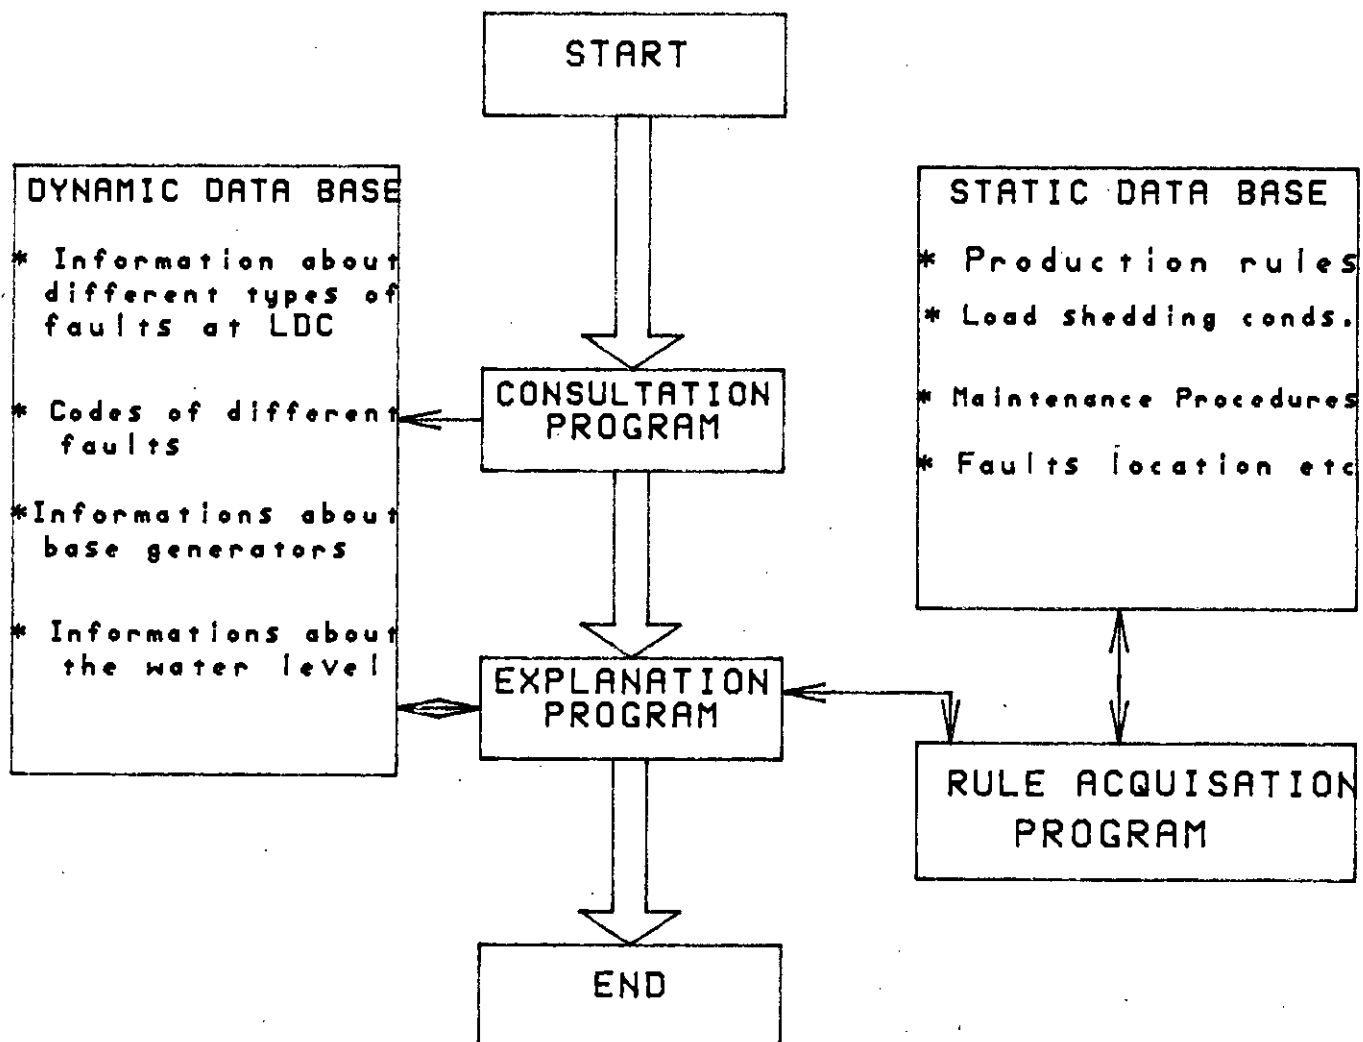 START
DYNAMIC DATA BASE
* Information about
different types of
faults at LDC
* Codes of different
faults
*Informations about
base generators
* Informations about
the water level
CONSULTATION
PROGRAM
EXPLANATION
PROGRAM
END
STATIC DATA BASE
* Production rules
* Load shedding conds.
* Maintenance Procedures
* Faults location etc
RULE ACQUISATION
PROGRAM